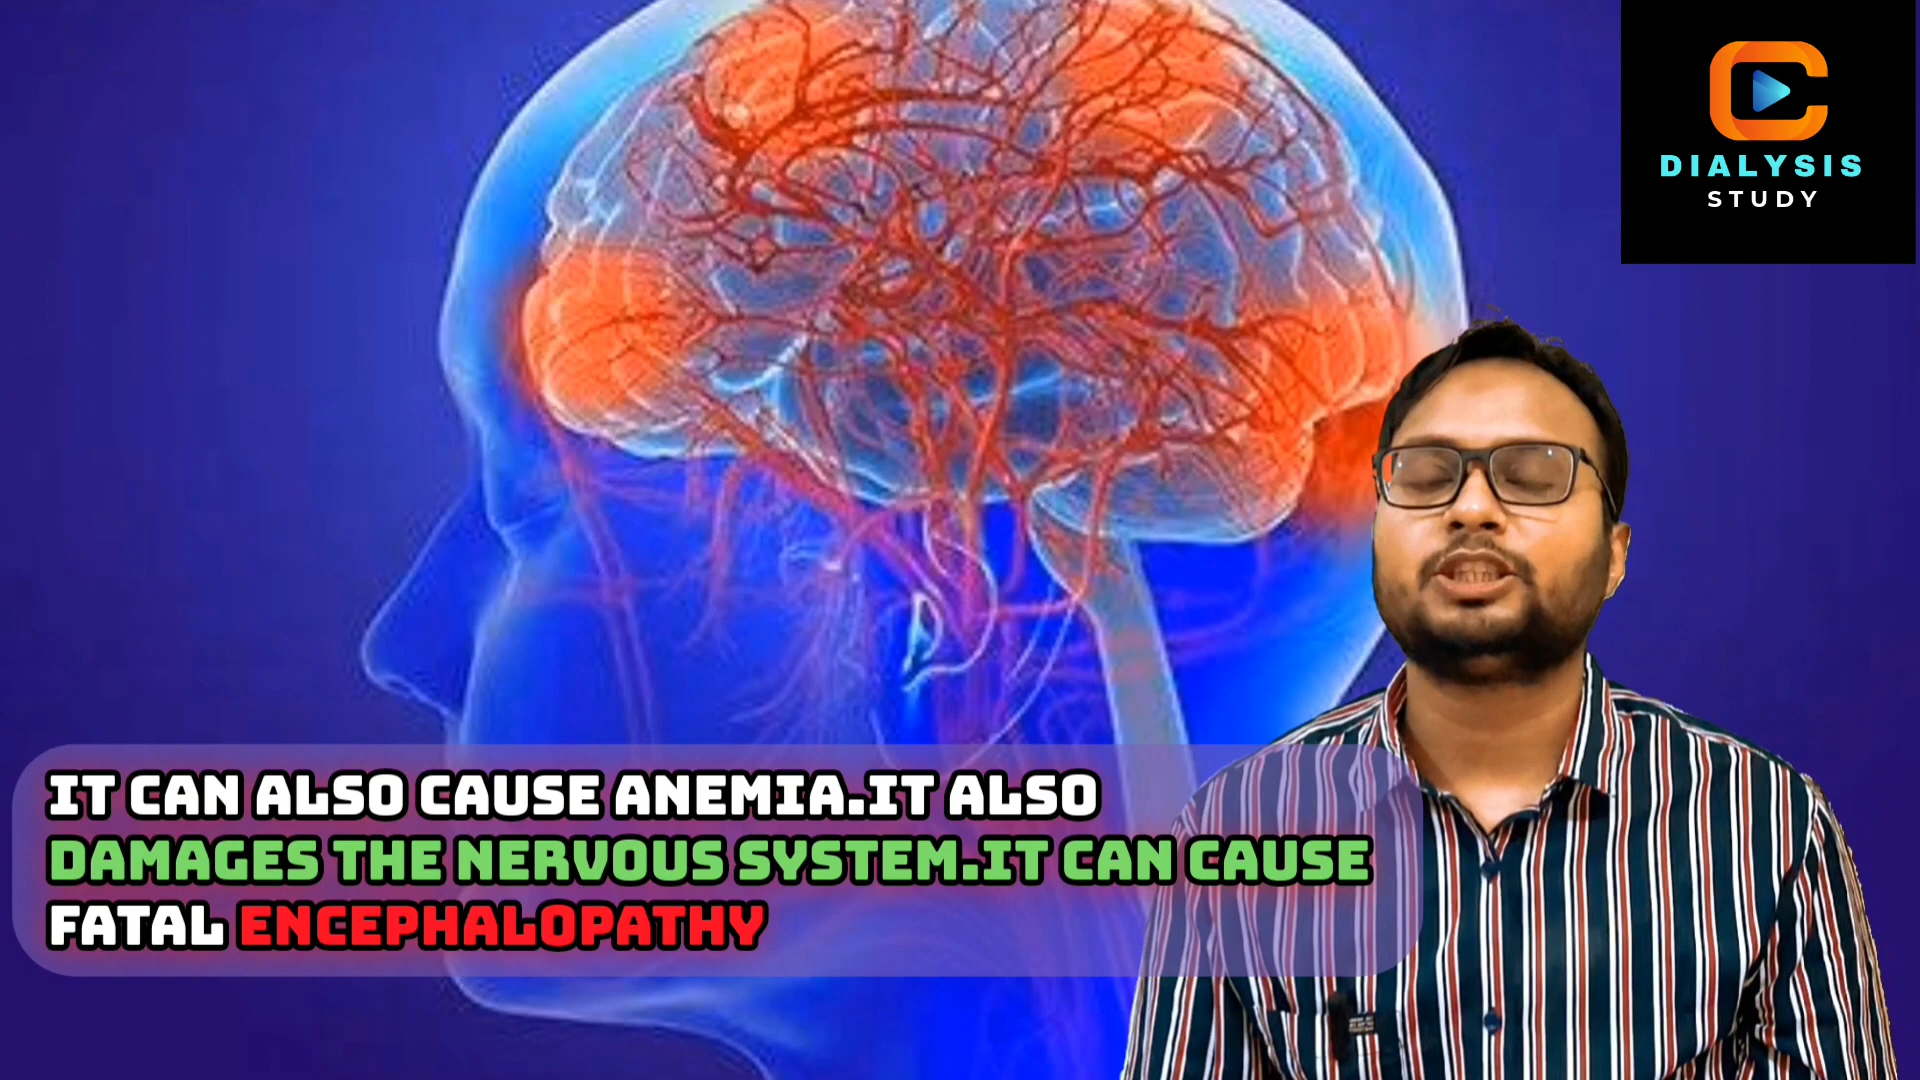 DIALYSIS
STUDY
IT CAN ALSO CAUSE ANEMIA.IT ALSO
DAMAGES THE NERVOUS SYSTEM.IT CAN CAUSE
FATAL ENCEPHALOPATHY